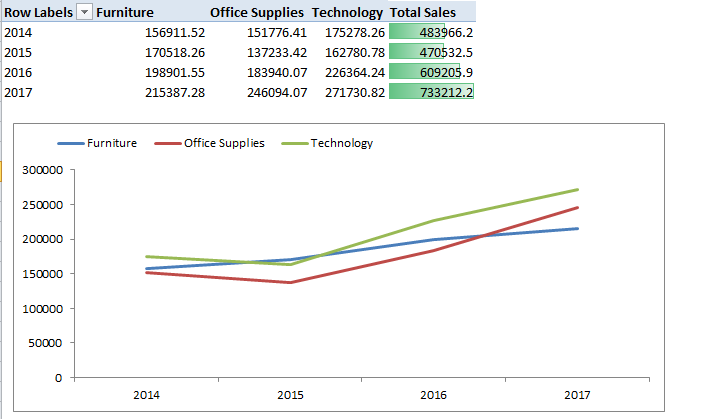 Row Labels Furniture Office Supplies Technology Total Sales
2014 156911.52 151776.41 175278.26 483966.2
2015 170518.26 137233.42 162780.78 470532.5
2016 198901.55 183940.07 226364.24 609205.9
2017 215387.28 246094.07 271730.82 733212.2
Furniture Office Supplies Technology
300000
250000
200000
150000
100000
50000
0
2014 2015 2016 2017